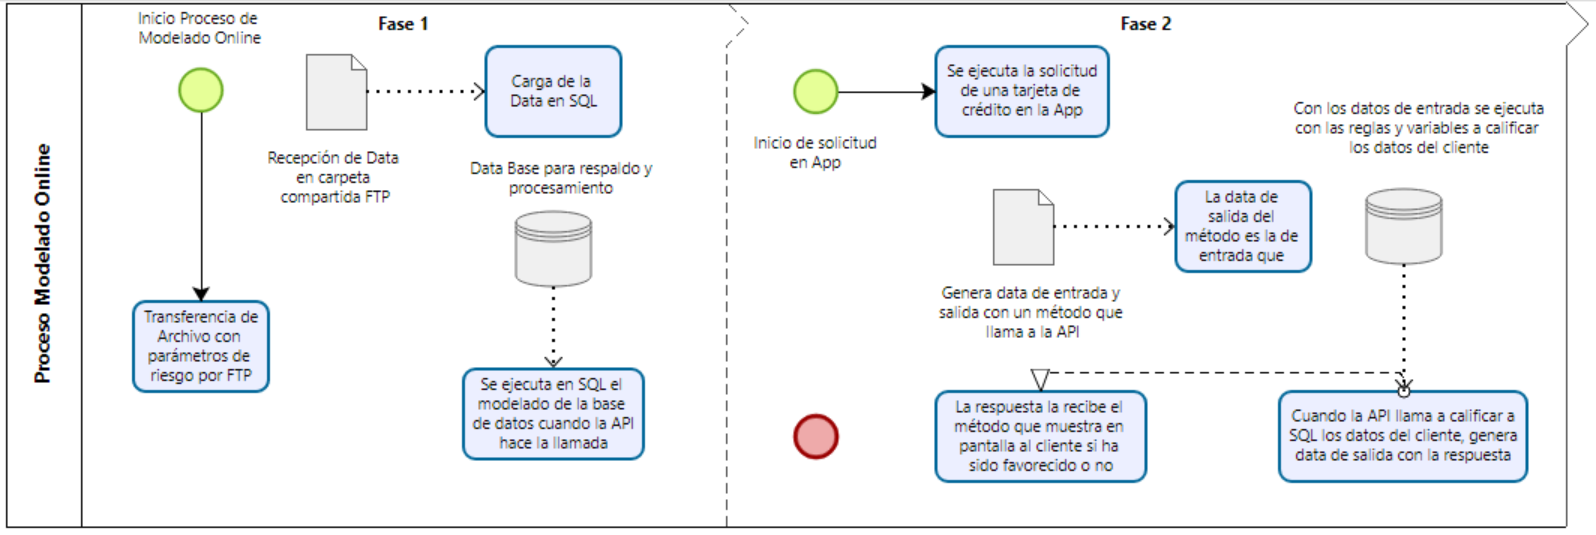 Proceso Modelado Online
Fase 1
Inicio Proceso de
Modelado Online
Transferencia de
Archivo con
parámetros de
riesgo por FTP
Recepción de Data
en carpeta
compartida FTP
Carga de la
Data en SQL
Data Base para respaldo y
procesamiento
Se ejecuta en SQL el
modelado de la base
de datos cuando la API
hace la llamada
Fase 2
Inicio de solicitud
en App
Se ejecuta la solicitud
de una tarjeta de
crédito en la App
Genera data de entrada y
salida con un método que
llama a la API
La data de
salida del
método es la de
entrada que
Con los datos de entrada se ejecuta
con las reglas y variables a calificar
los datos del cliente
Cuando la API llama a calificar a
SQL los datos del cliente, genera
data de salida con la respuesta
La respuesta la recibe el
método que muestra en
pantalla al cliente si ha
sido favorecido o no